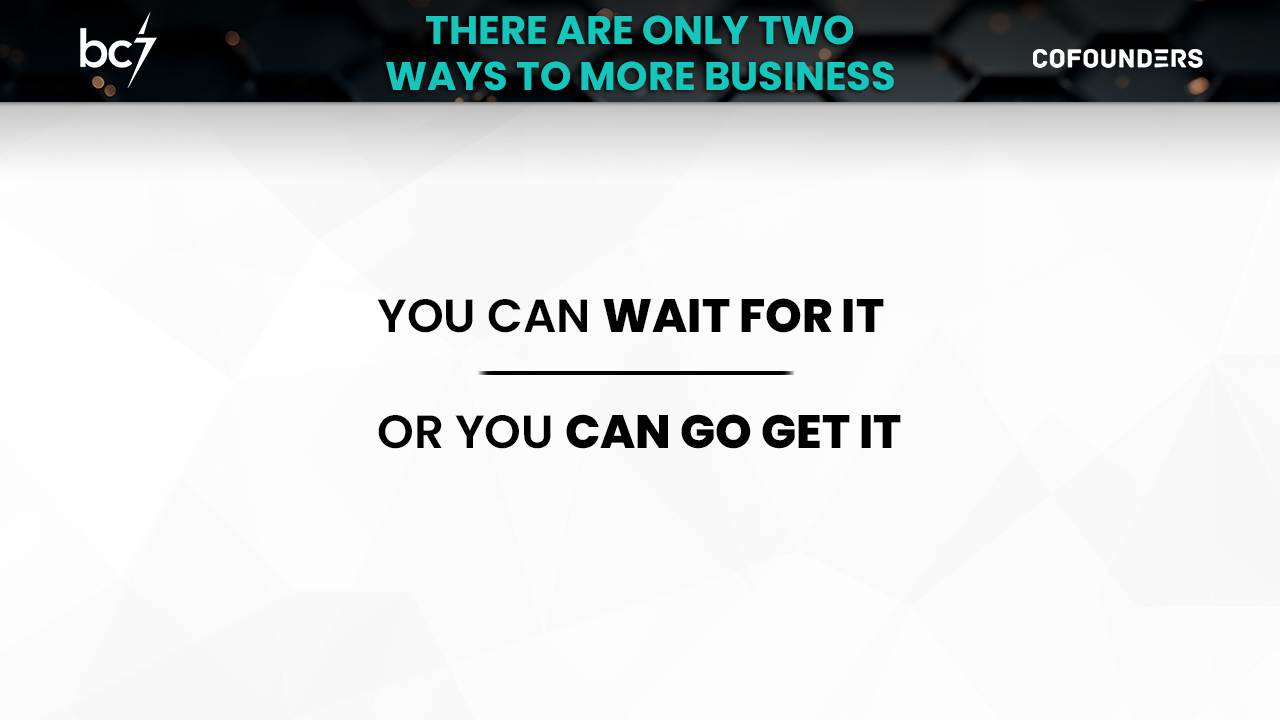 bc7
THERE ARE ONLY TWO
WAYS TO MORE BUSINESS
COFOUNDERS
YOU CAN WAIT FOR IT
OR YOU CAN GO GET IT